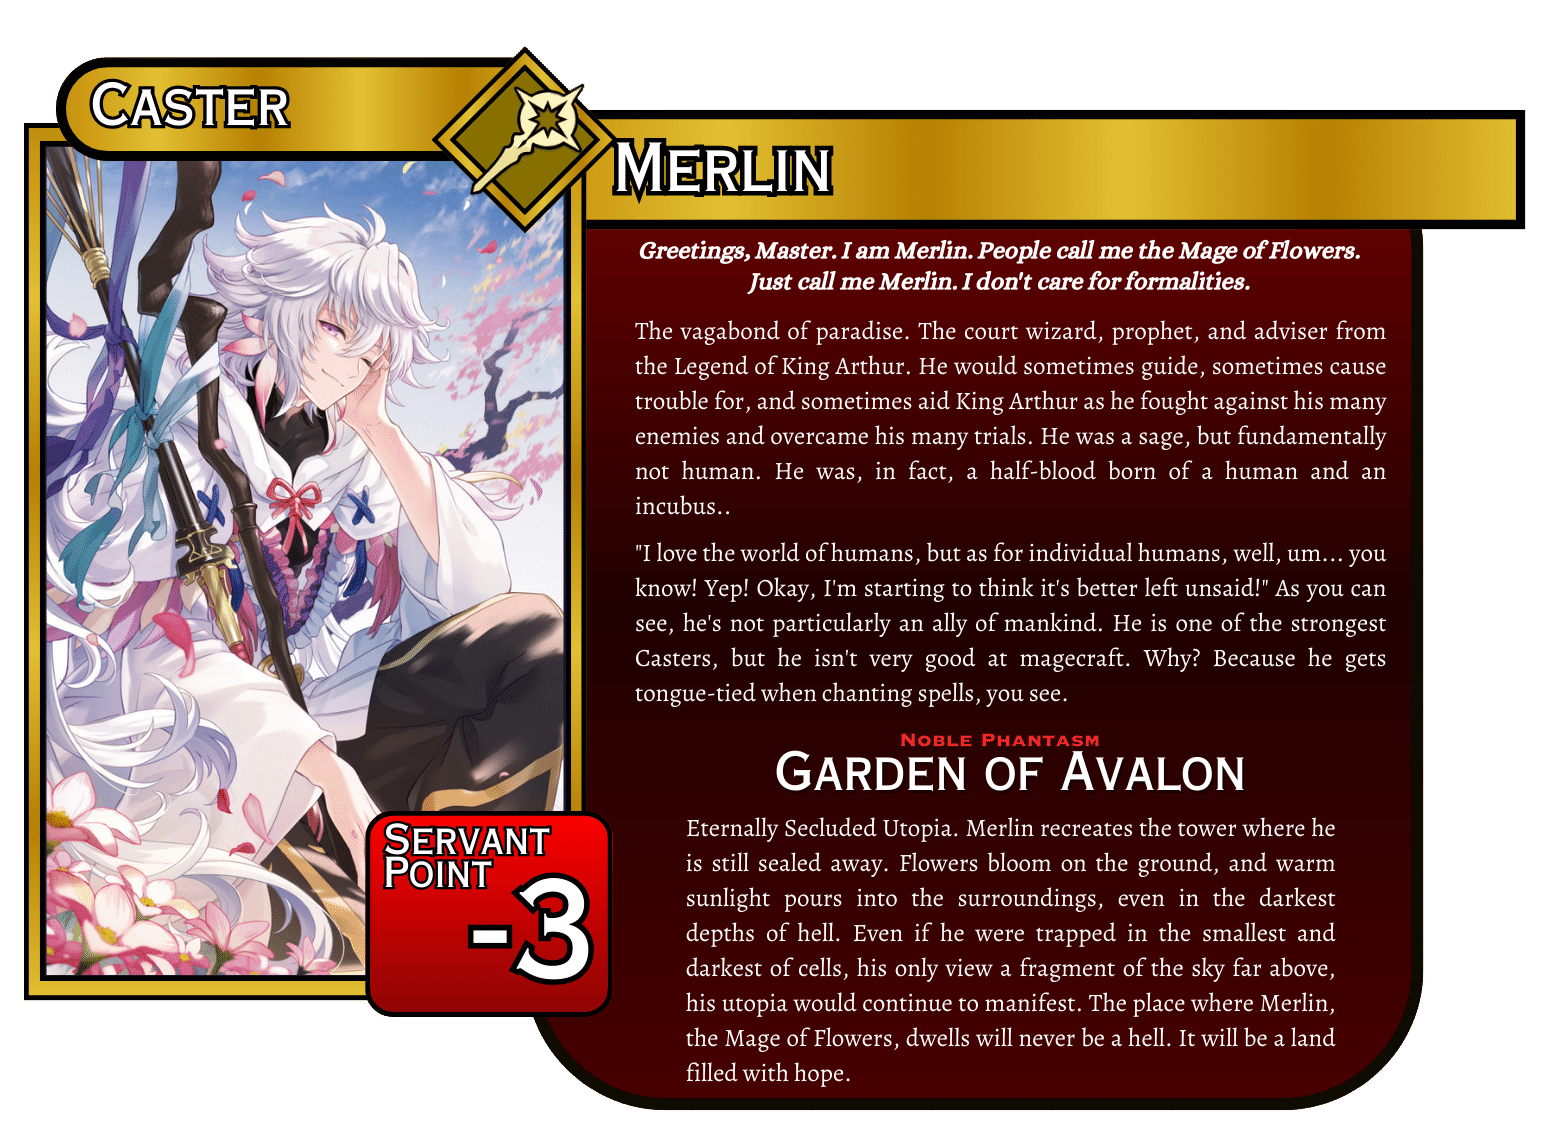 Caster
Merlin
Greetings, Master. I am Merlin. People call me the Mage of Flowers.
Just call me Merlin. I don't care for formalities.
The vagabond of paradise. The court wizard, prophet, and adviser from
the Legend of King Arthur. He would sometimes guide, sometimes cause
trouble for, and sometimes aid King Arthur as he fought against his many
enemies and overcame his many trials. He was a sage, but fundamentally
not human. He was, in fact, a half-blood born of a human and an
incubus..
"I love the world of humans, but as for individual humans, well, um... you
know! Yep! Okay, I'm starting to think it's better left unsaid!" As you can
see, he's not particularly an ally of mankind. He is one of the strongest
Casters, but he isn't very good at magecraft. Why? Because he gets
tongue-tied when chanting spells, you see.
Noble Phantasm
Garden of Avalon
Eternally Secluded Utopia. Merlin recreates the tower where he
is still sealed away. Flowers bloom on the ground, and warm
sunlight pours into the surroundings, even in the darkest
depths of hell. Even if he were trapped in the smallest and
darkest of cells, his only view a fragment of the sky far above,
his utopia would continue to manifest. The place where Merlin,
the Mage of Flowers, dwells will never be a hell. It will be a land
filled with hope.
Servant
Point
-3